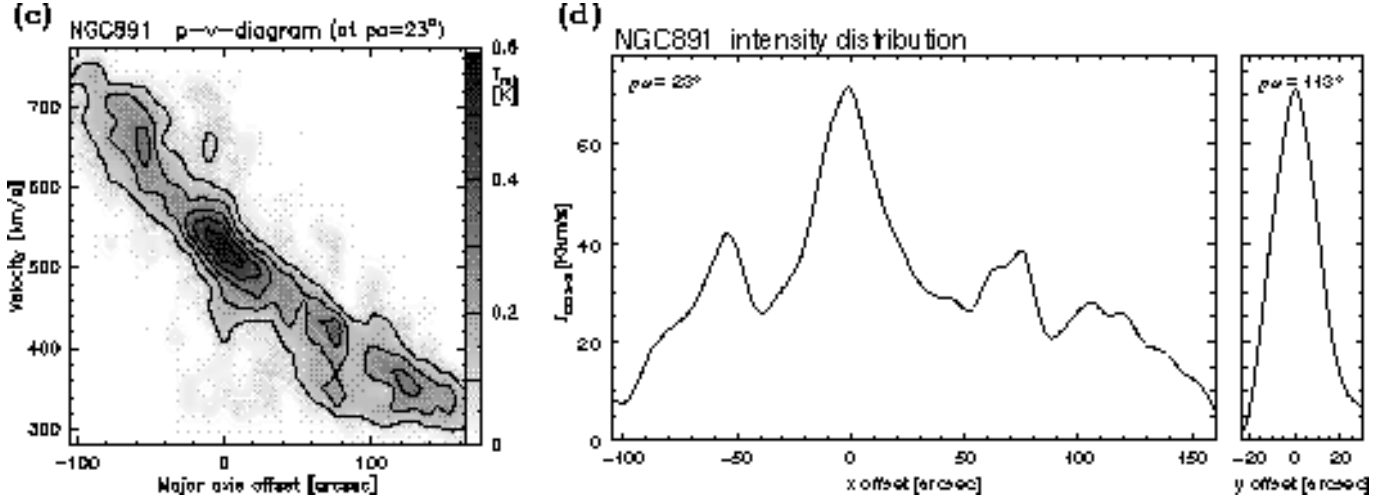 (c)
NGC891 p-v-diagram (at pa=23°)
0.6
T_m
[K]
0.4
0.2
0
700
600
500
400
300
Velocity [km/s]
-100 0 100
Major axis offset [arcsec]
(d)
NGC891 intensity distribution
pa = 23°
60
40
20
0
[Kkm/s]
-100 -50 0 50 100 150
x offset [arcsec]
pa = 113°
-20 0 20
y offset [arcsec]